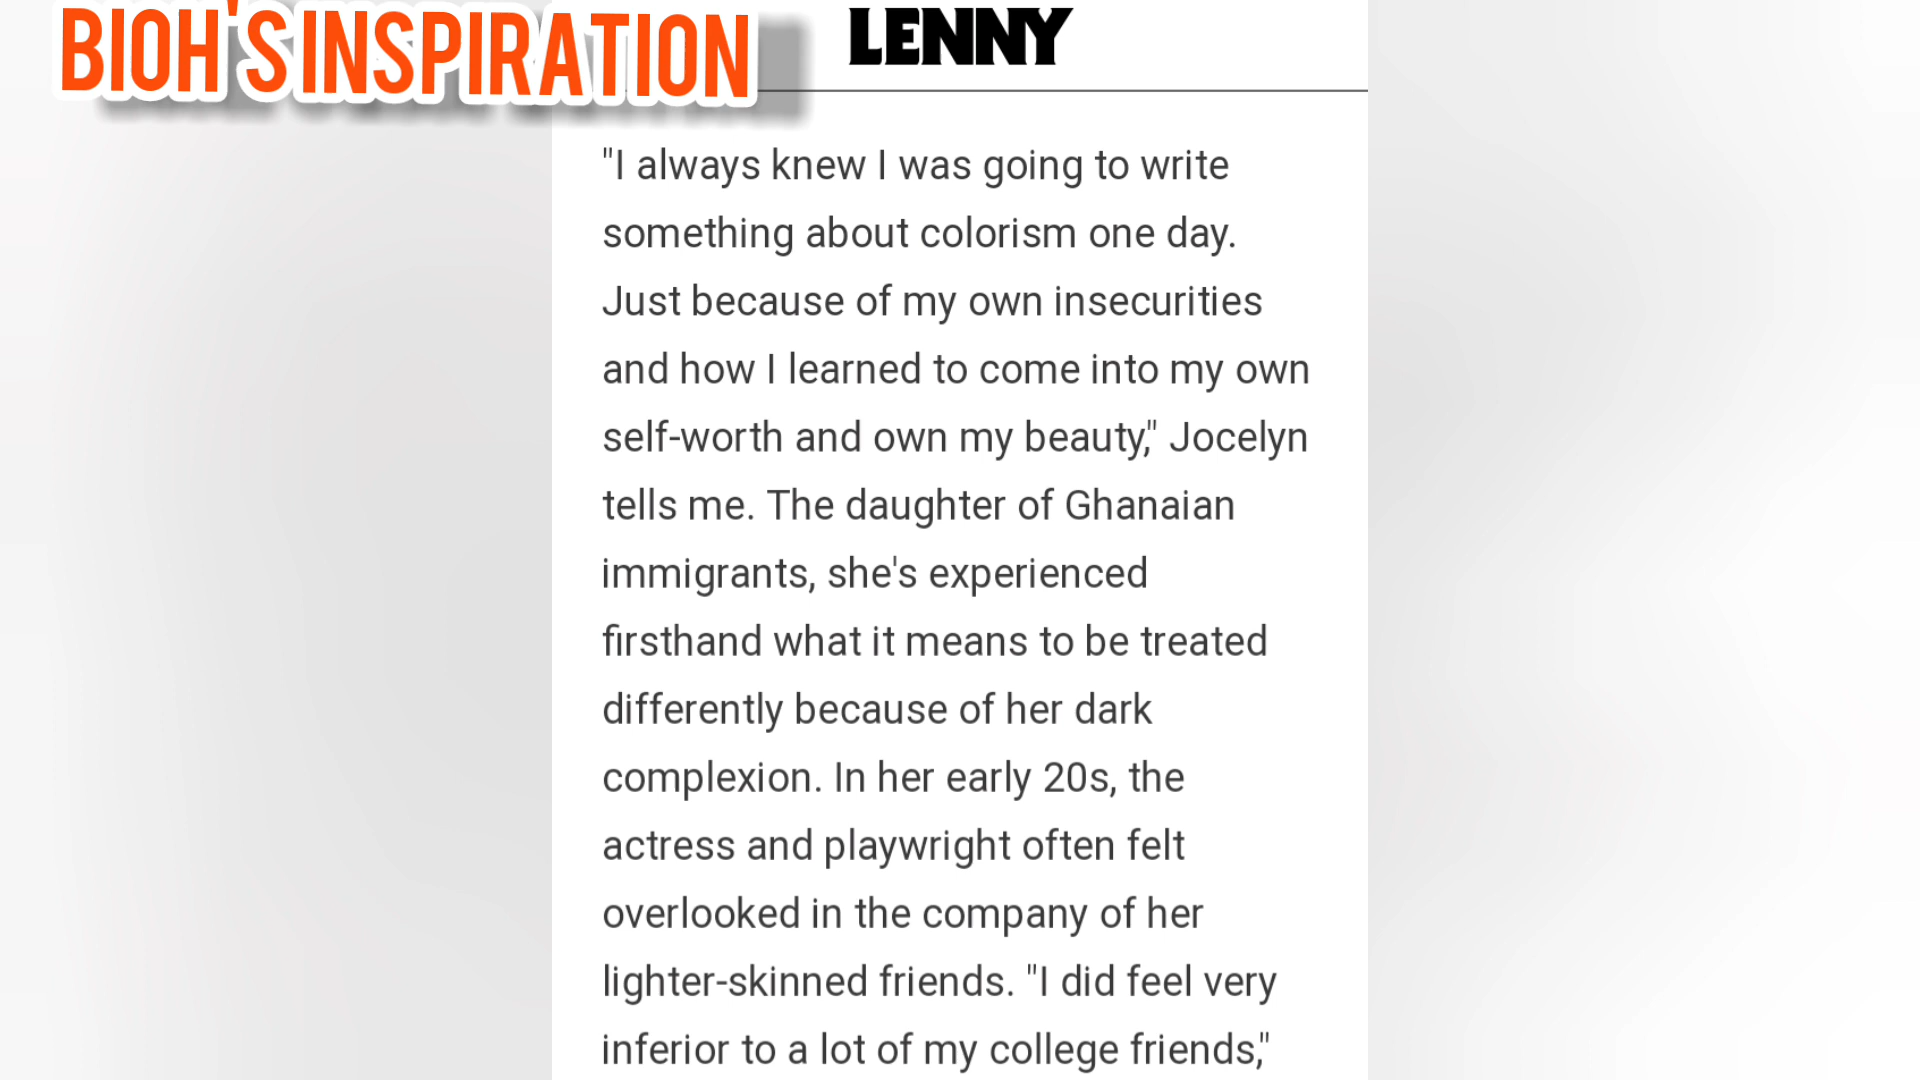 BIOH'S INSPIRATION
LENNY
"I always knew I was going to write
something about colorism one day.
Just because of my own insecurities
and how I learned to come into my own
self-worth and own my beauty," Jocelyn
tells me. The daughter of Ghanaian
immigrants, she's experienced
firsthand what it means to be treated
differently because of her dark
complexion. In her early 20s, the
actress and playwright often felt
overlooked in the company of her
lighter-skinned friends. "I did feel very
inferior to a lot of my college friends,"